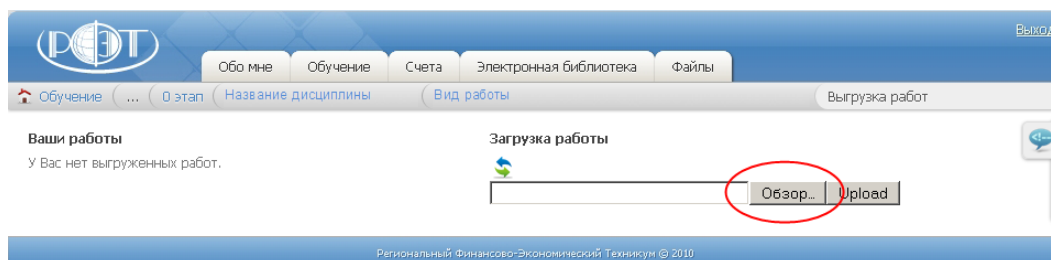 РЭТ
Выход
Обо мне Обучение Счета Электронная библиотека Файлы
Обучение ... 0 этап Название дисциплины Вид работы Выгрузка работ
Ваши работы Загрузка работы
У Вас нет выгруженных работ.
Обзор... Upload
Региональный Финансово-Экономический Техникум © 2010